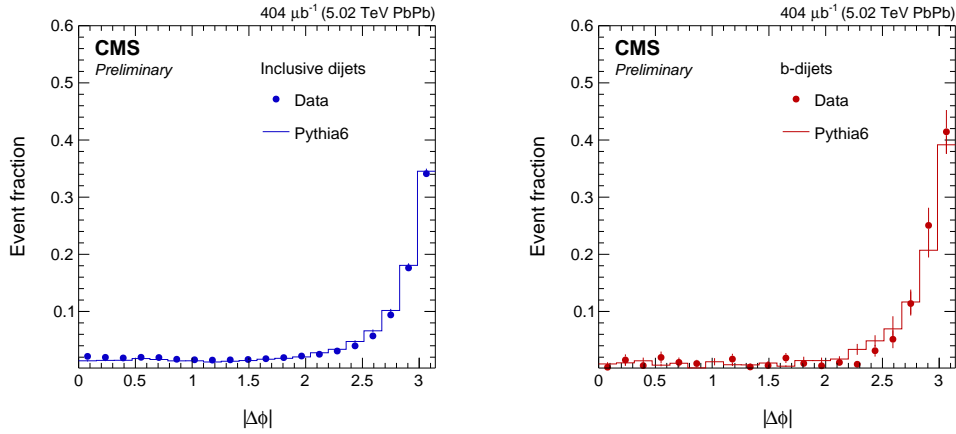 404 μb⁻¹ (5.02 TeV PbPb)
0.6
CMS
Preliminary
Inclusive dijets
0.5
Data
Pythia6
0.4
0.3
0.2
0.1
Event fraction
0 0.5 1 1.5 2 2.5 3
|Δϕ|
404 μb⁻¹ (5.02 TeV PbPb)
0.6
CMS
Preliminary
b-dijets
0.5
Data
Pythia6
0.4
0.3
0.2
0.1
Event fraction
0 0.5 1 1.5 2 2.5 3
|Δϕ|